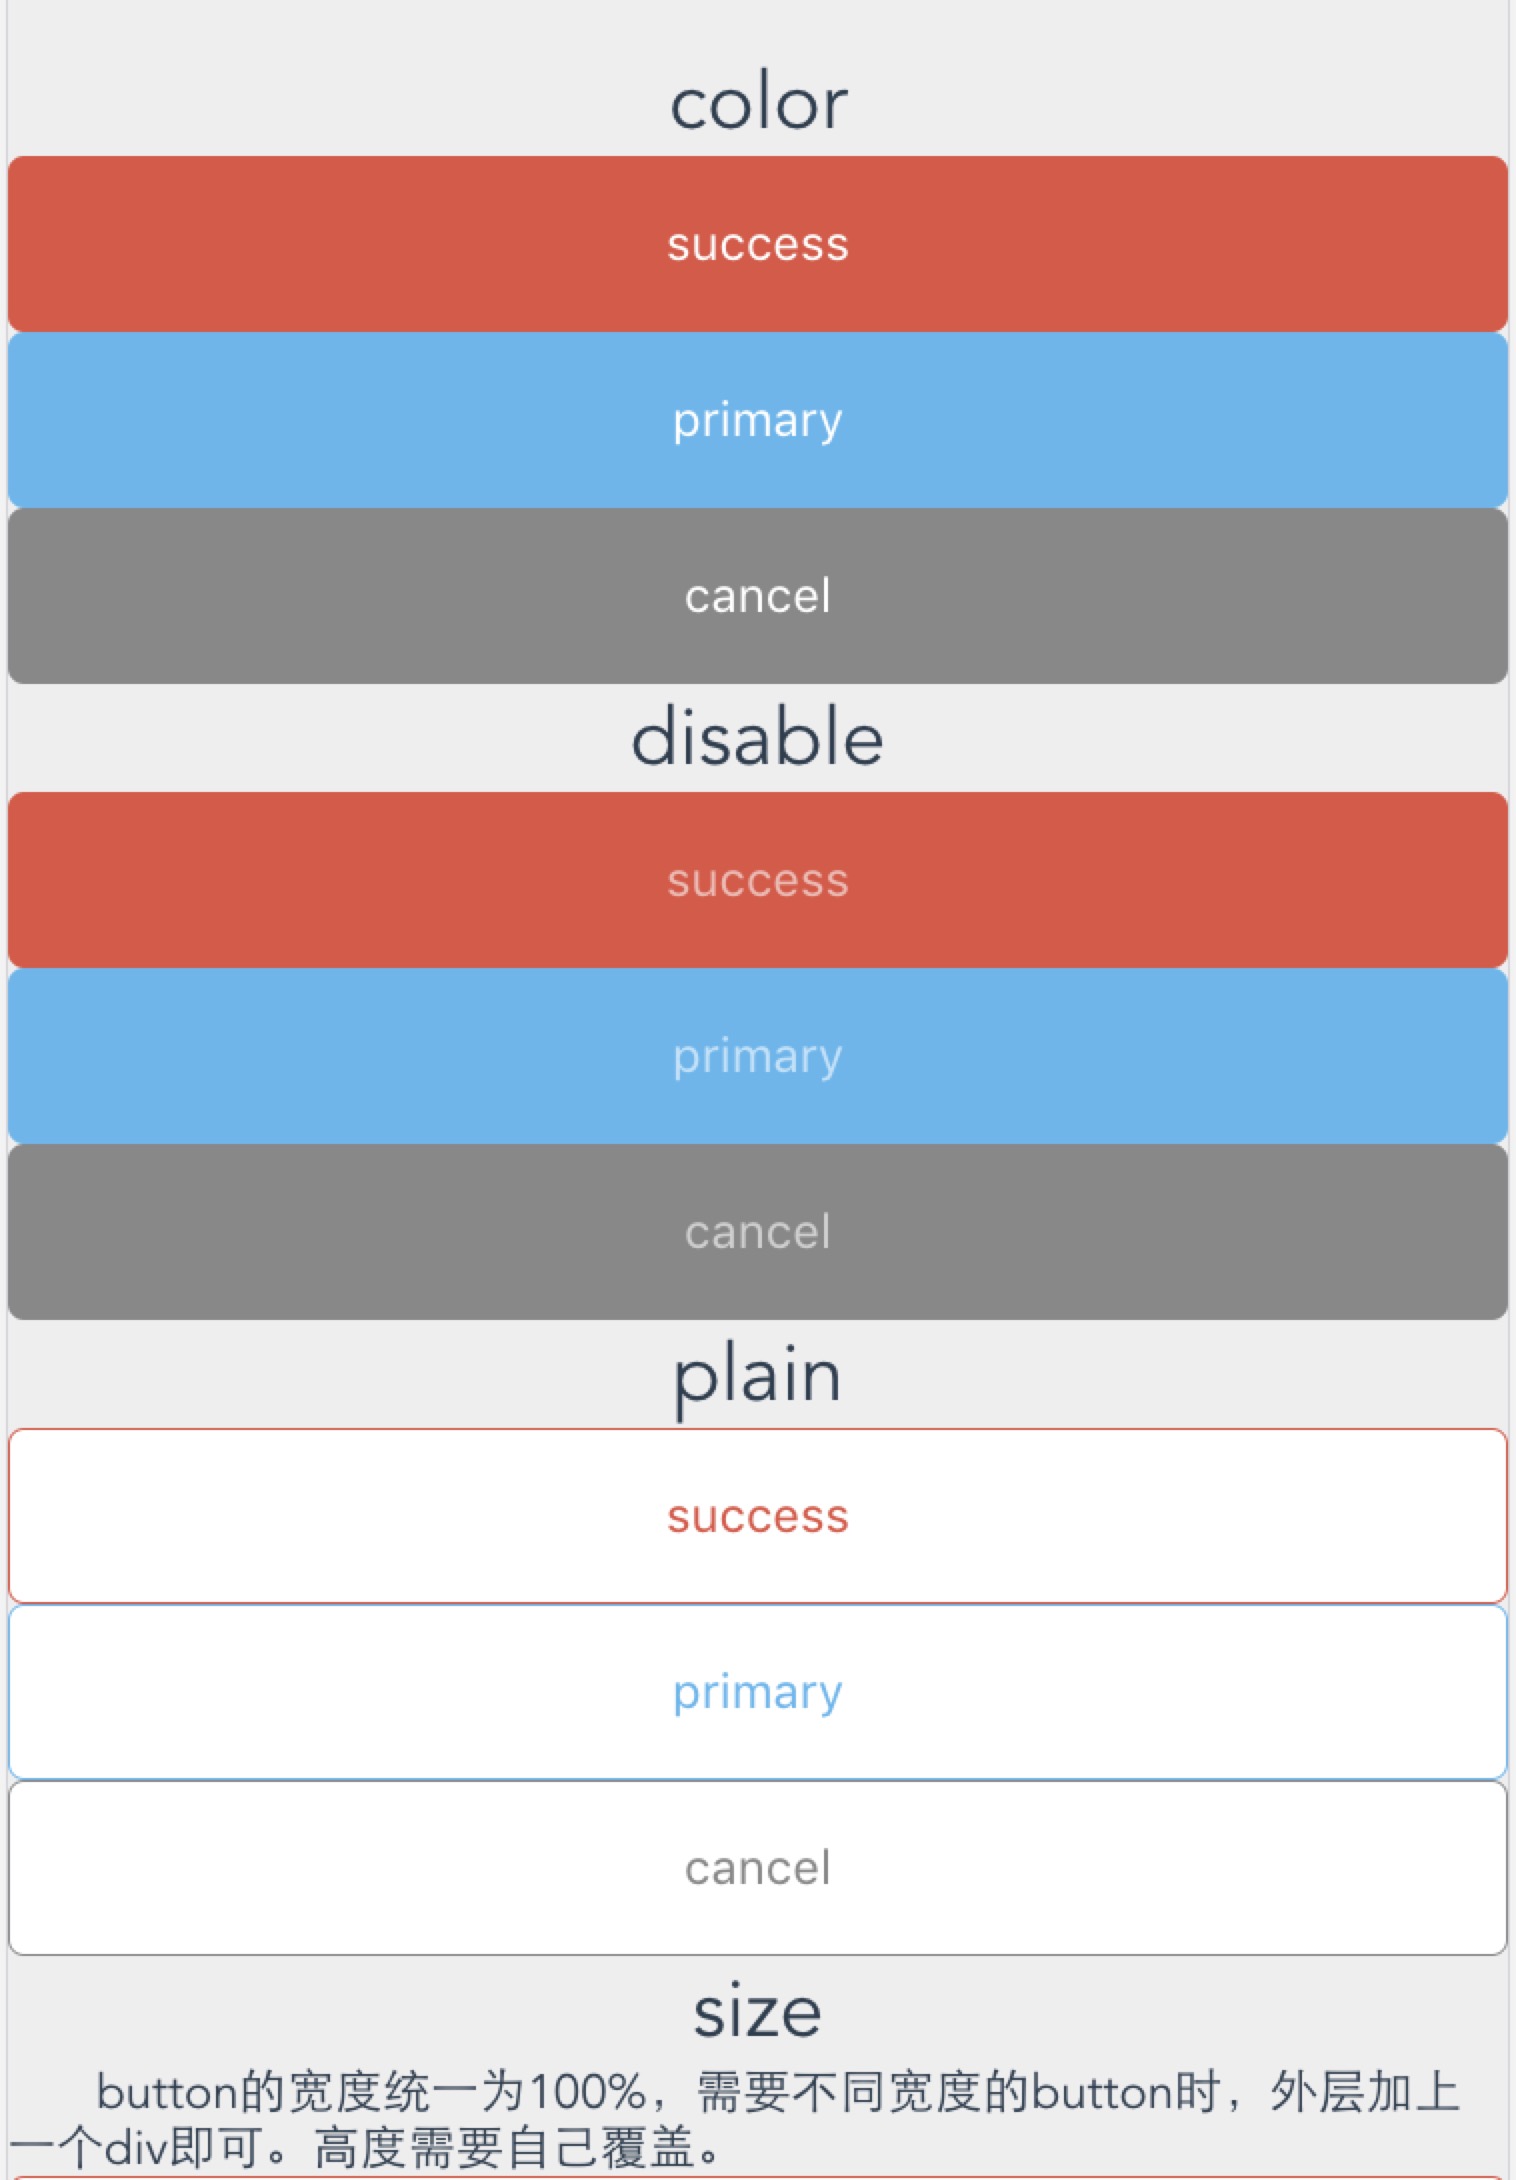 color
success
primary
cancel
disable
success
primary
cancel
plain
success
primary
cancel
size
button的宽度统一为100%，需要不同宽度的button时，外层加上
一个div即可。高度需要自己覆盖。